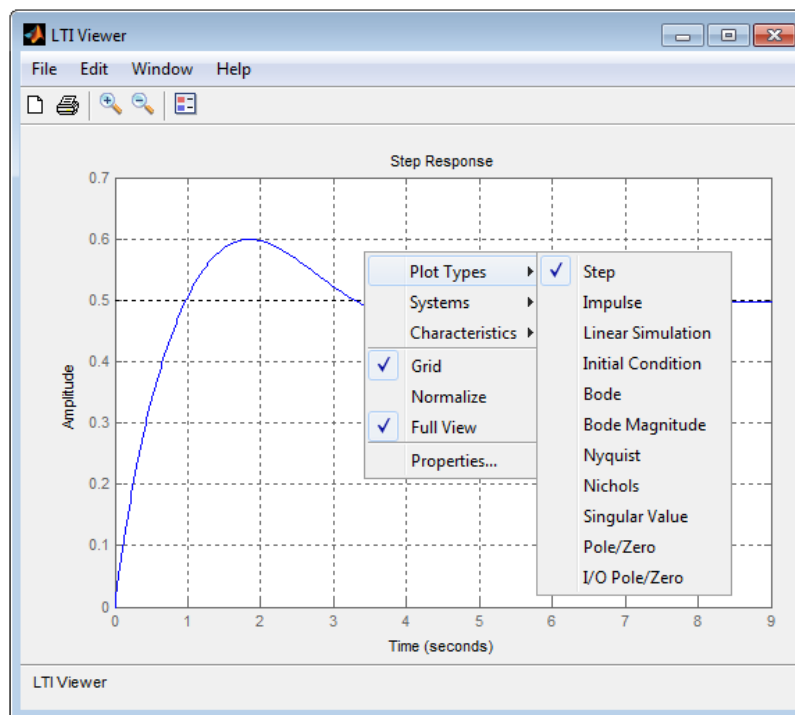 LTI Viewer
File Edit Window Help
Step Response
0.7
0.6
0.5
0.4
0.3
0.2
0.1
0
Amplitude
0 1 2 3 4 5 6 7 8 9
Time (seconds)
Plot Types
Systems
Characteristics
Grid
Normalize
Full View
Properties...
Step
Impulse
Linear Simulation
Initial Condition
Bode
Bode Magnitude
Nyquist
Nichols
Singular Value
Pole/Zero
I/O Pole/Zero
LTI Viewer